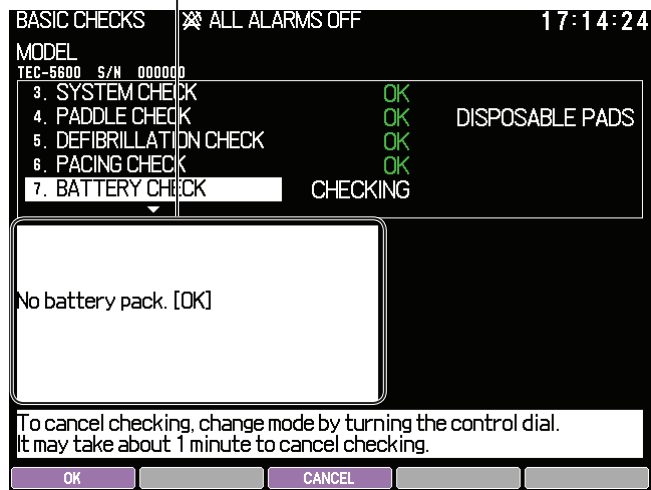 BASIC CHECKS ALL ALARMS OFF 17:14:24
MODEL
TEC-5600 S/N 000000
3. SYSTEM CHECK OK
4. PADDLE CHECK OK DISPOSABLE PADS
5. DEFIBRILLATION CHECK OK
6. PACING CHECK OK
7. BATTERY CHECK CHECKING
No battery pack. [OK]
To cancel checking, change mode by turning the control dial.
It may take about 1 minute to cancel checking.
OK CANCEL